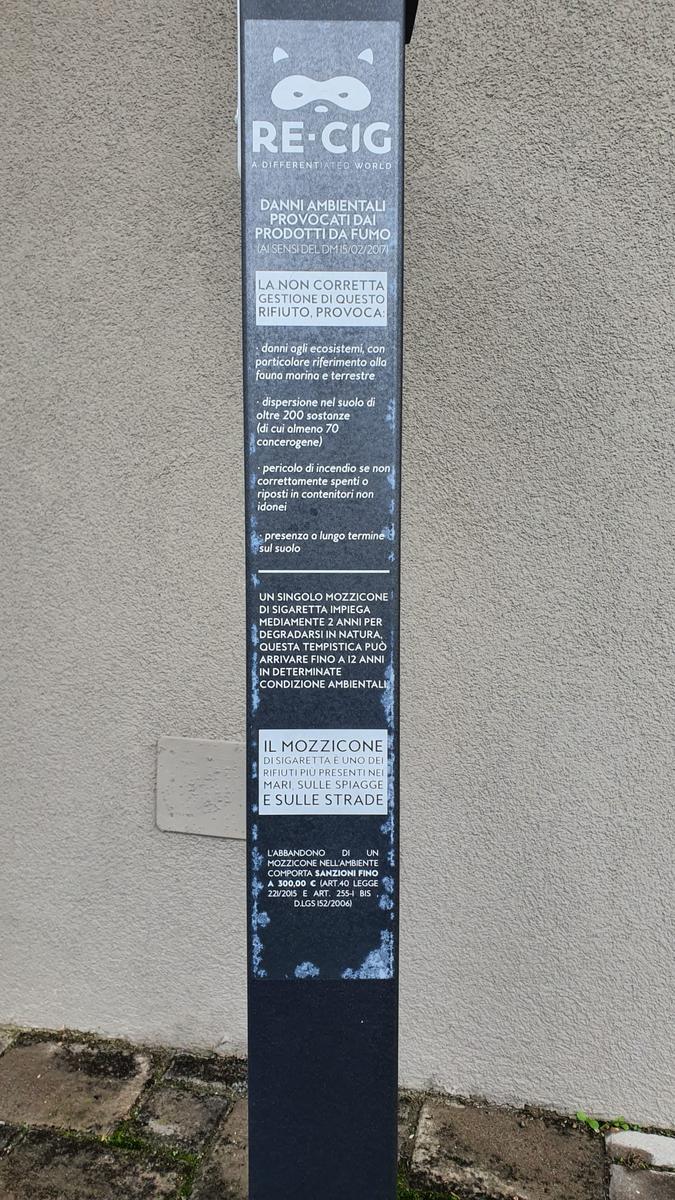 RE·CIG
A DIFFERENTIATED WORLD
DANNI AMBIENTALI
PROVOCATI DAI
PRODOTTI DA FUMO
(AI SENSI DEL DM 15/02/2017)
LA NON CORRETTA
GESTIONE DI QUESTO
RIFIUTO, PROVOCA:
· danni agli ecosistemi, con
particolare riferimento alla
fauna marina e terrestre
· dispersione nel suolo di
oltre 200 sostanze
(di cui almeno 70
cancerogene)
· pericolo di incendio se non
correttamente spenti o
riposti in contenitori non
idonei
· presenza a lungo termine
sul suolo
UN SINGOLO MOZZICONE
DI SIGARETTA IMPIEGA
MEDIAMENTE 2 ANNI PER
DEGRADARSI IN NATURA,
QUESTA TEMPISTICA PUÒ
ARRIVARE FINO A 12 ANNI
IN DETERMINATE
CONDIZIONE AMBIENTALI.
IL MOZZICONE
DI SIGARETTA È UNO DEI
RIFIUTI PIÙ PRESENTI NEI
MARI, SULLE SPIAGGE
E SULLE STRADE
L'ABBANDONO DI UN
MOZZICONE NELL'AMBIENTE
COMPORTA SANZIONI FINO
A 300,00 € (ART.40 LEGGE
221/2015 E ART. 255-1 BIS
D.LGS 152/2006)